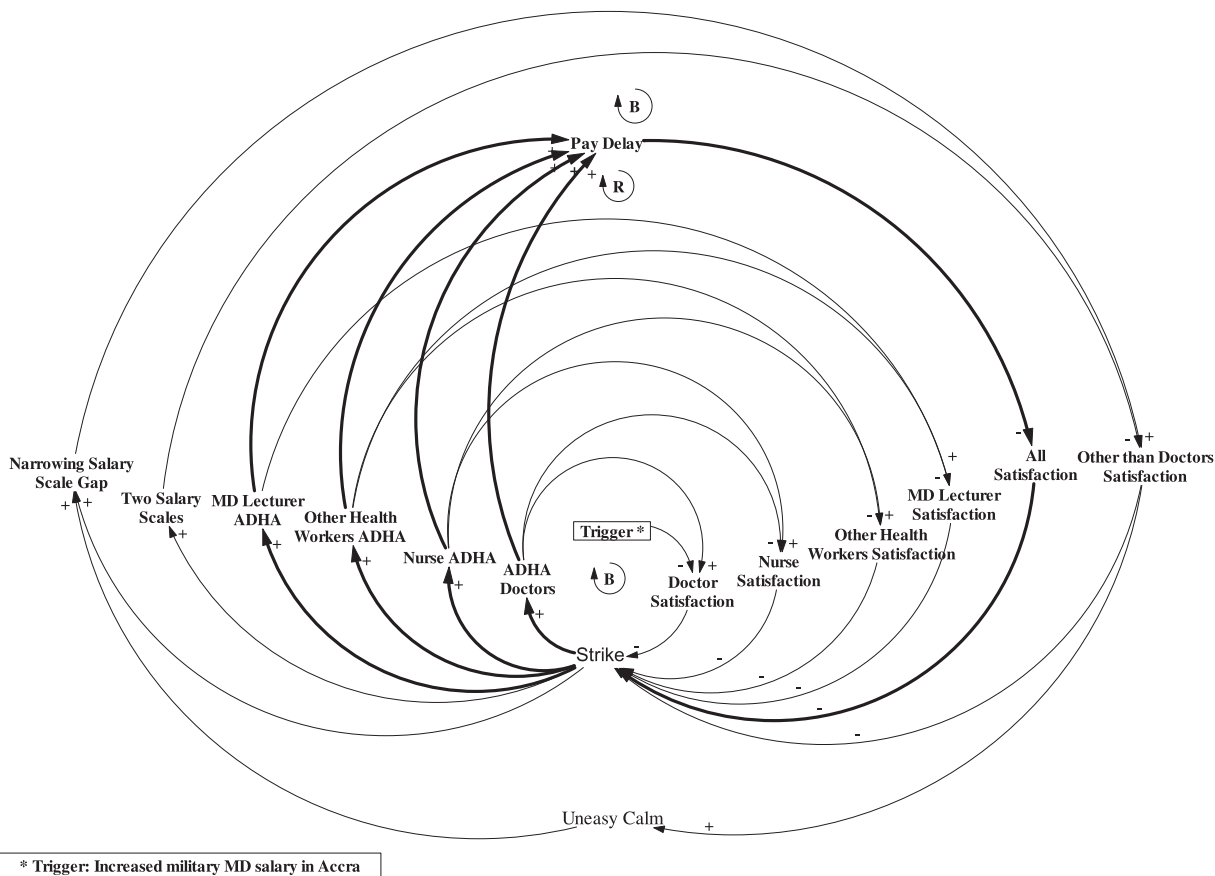 B
Pay Delay
+
+ + +
R
Narrowing Salary
Scale Gap
+ +
Two Salary
Scales
+
MD Lecturer
ADHA
+
Other Health
Workers ADHA
+
Nurse ADHA
+
ADHA
Doctors
+
Trigger *
B
- +
Doctor
Satisfaction
- +
Nurse
Satisfaction
- +
Other Health
Workers Satisfaction
+
-
MD Lecturer
Satisfaction
-
All
Satisfaction
- +
Other than Doctors
Satisfaction
Strike
-
-
-
-
-
-
Uneasy Calm
+
* Trigger: Increased military MD salary in Accra